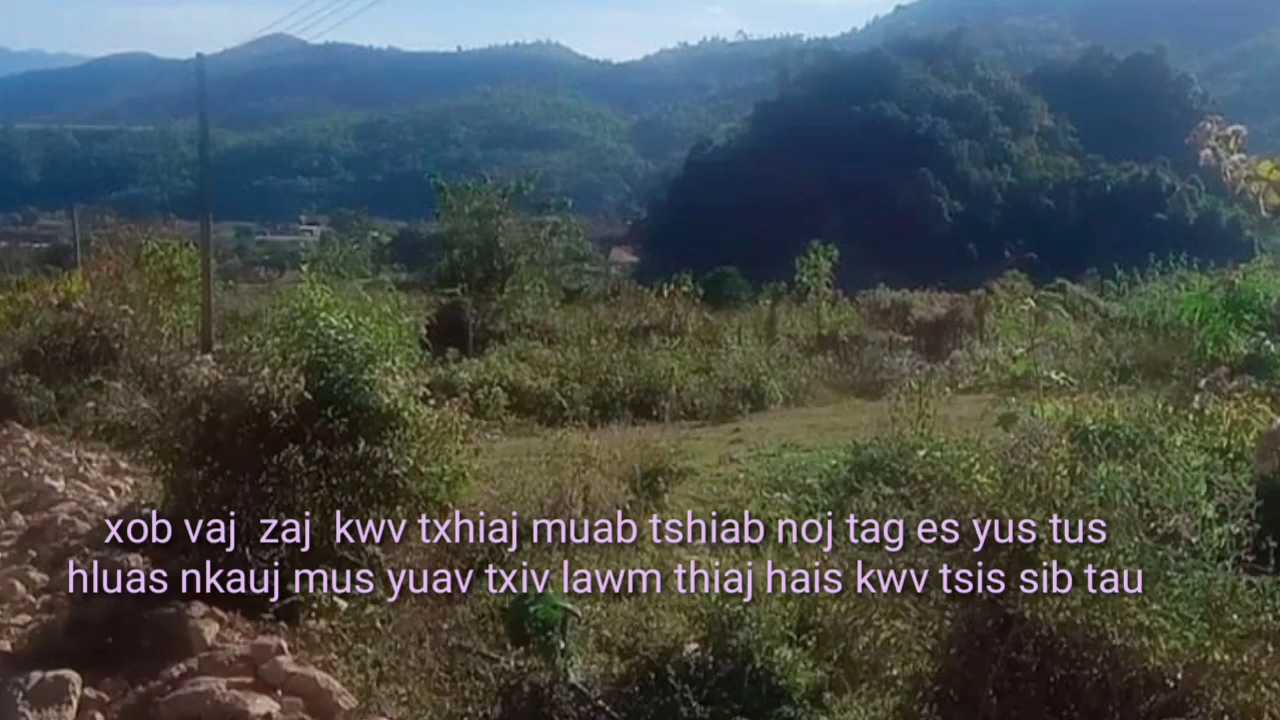 xob vaj zaj kwv txhiaj muab tshiab noj tag es yus tus
hluas nkauj mus yuav txiv lawm thiaj hais kwv tsis sib tau